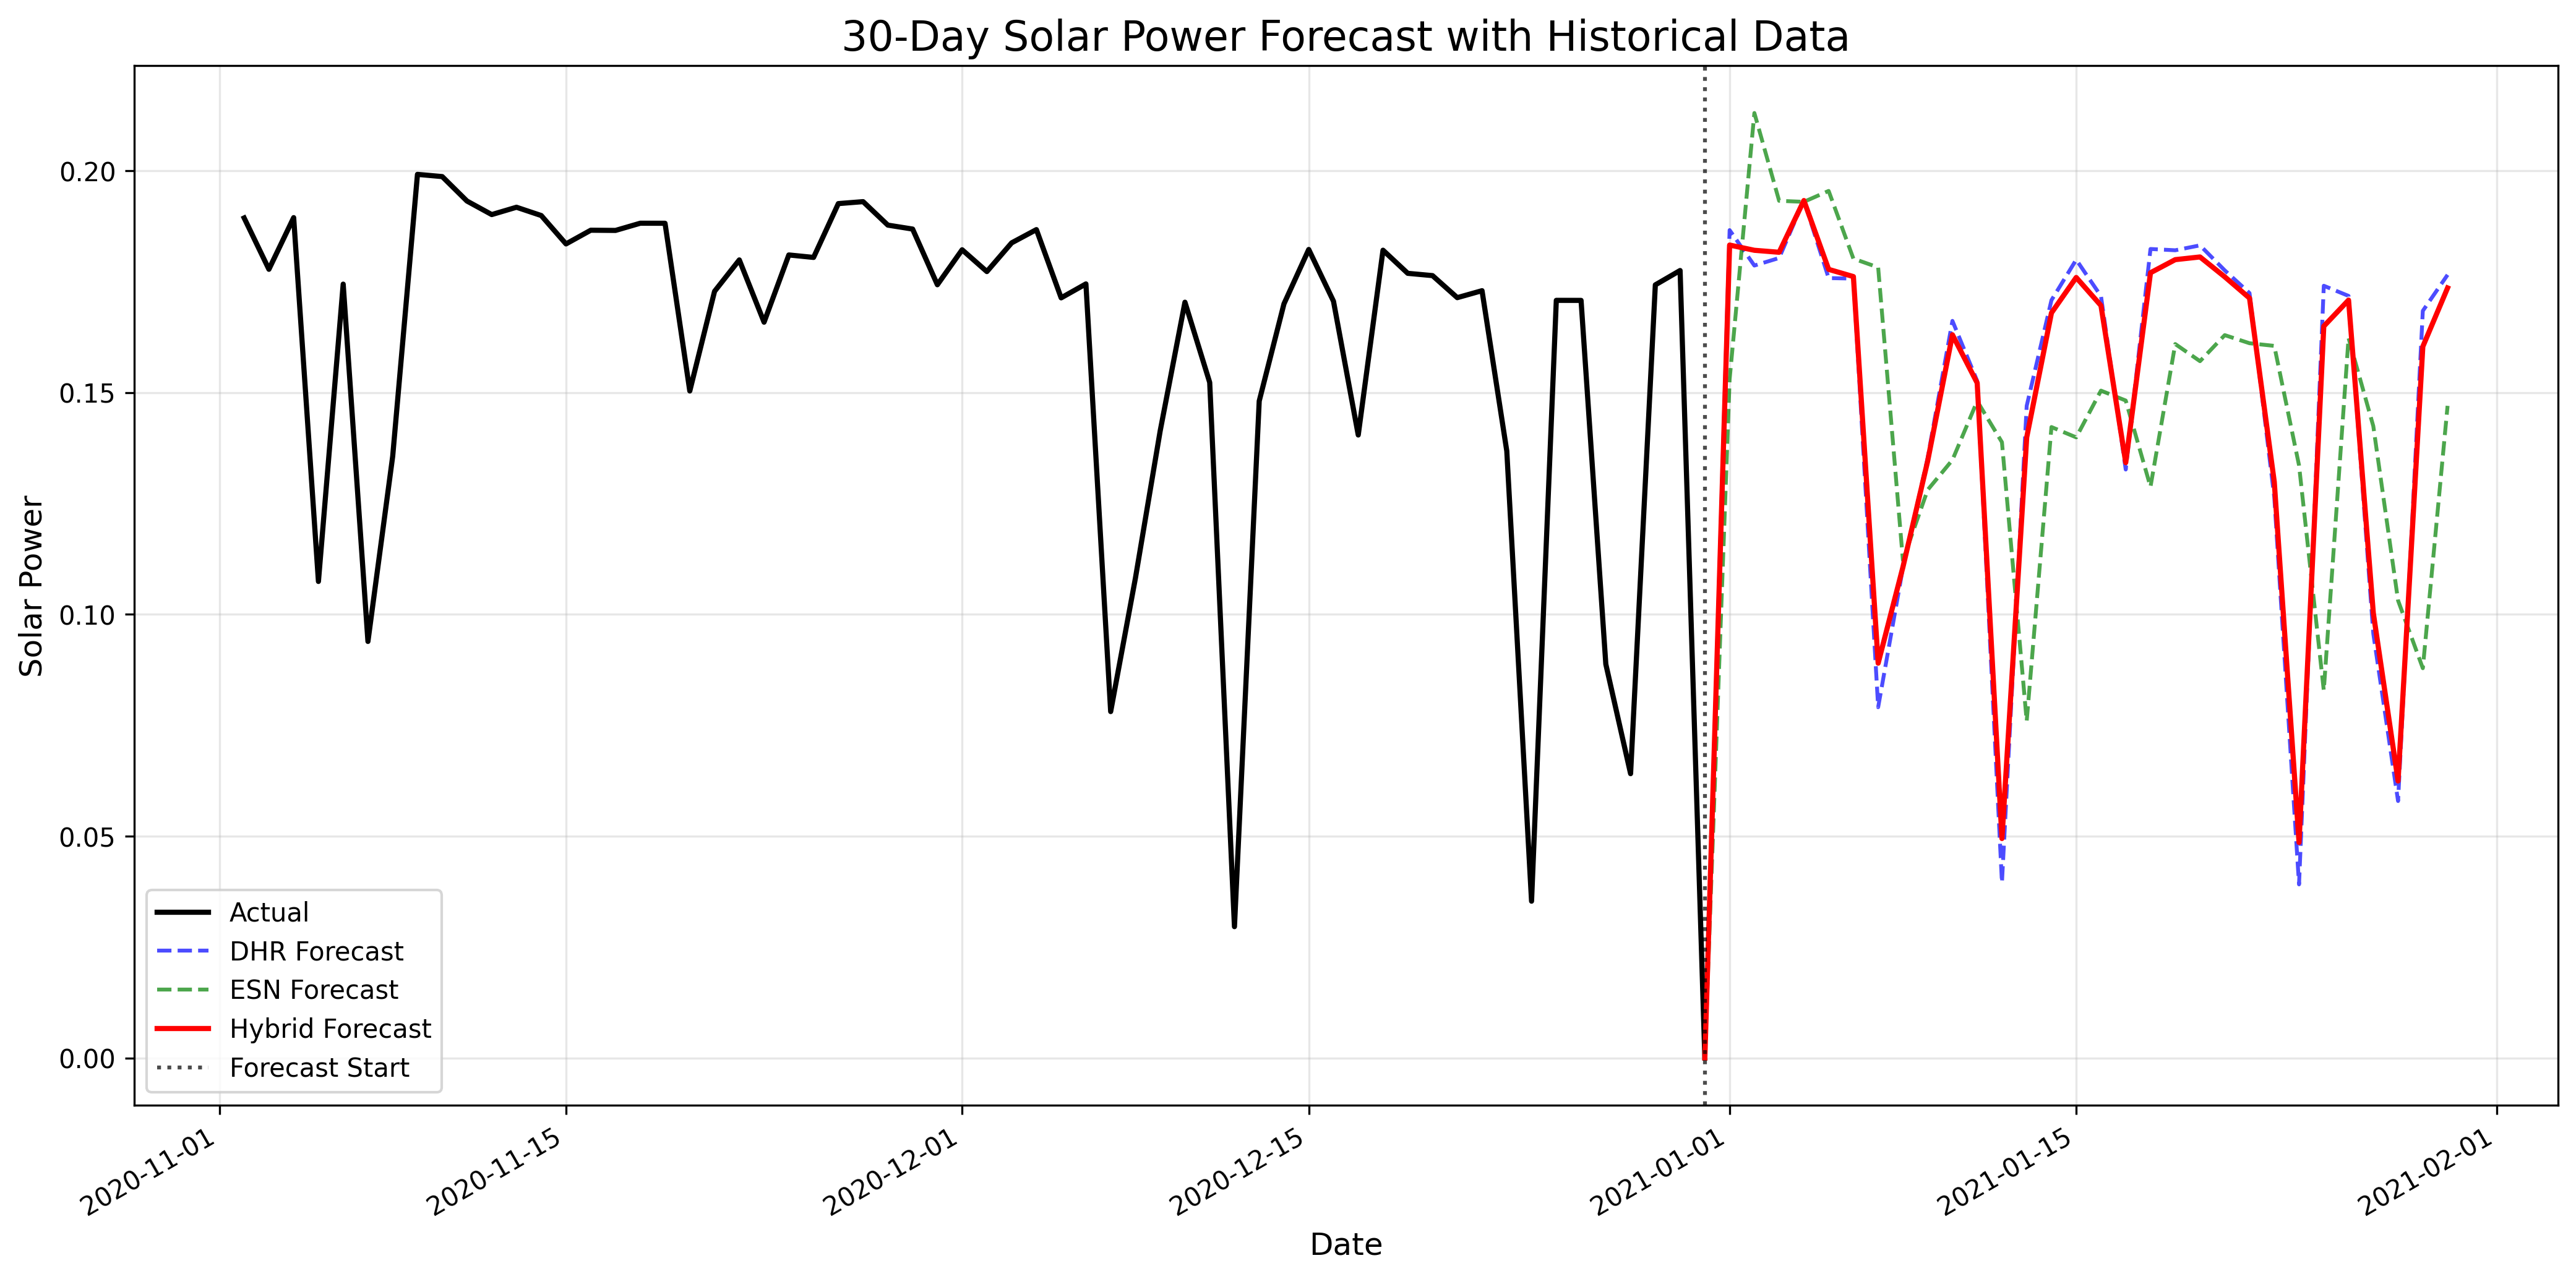 30-Day Solar Power Forecast with Historical Data
Solar Power
0.20
0.15
0.10
0.05
0.00
Actual
DHR Forecast
ESN Forecast
Hybrid Forecast
Forecast Start
2020-11-01
2020-11-15
2020-12-01
2020-12-15
2021-01-01
2021-01-15
2021-02-01
Date